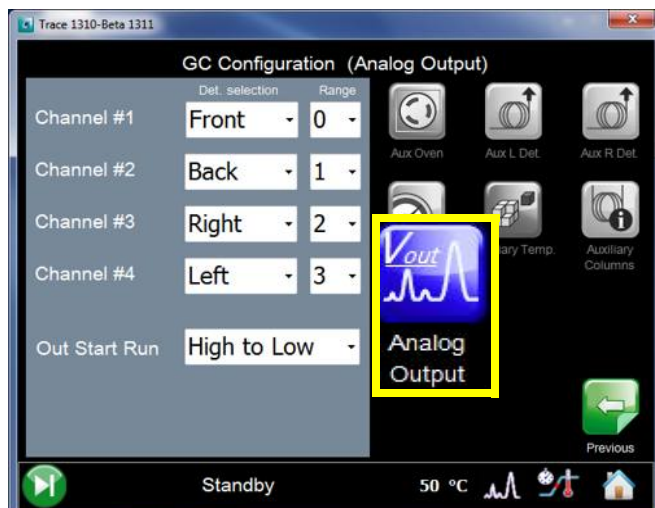 Trace 1310-Beta 1311
GC Configuration (Analog Output)
Det. selection Range
Channel #1 Front 0
Channel #2 Back 1
Channel #3 Right 2
Channel #4 Left 3
Out Start Run High to Low
Aux Oven Aux L Det. Aux R Det.
ary Temp. Auxiliary
Columns
Vout
Analog
Output
Previous
Standby 50 °C